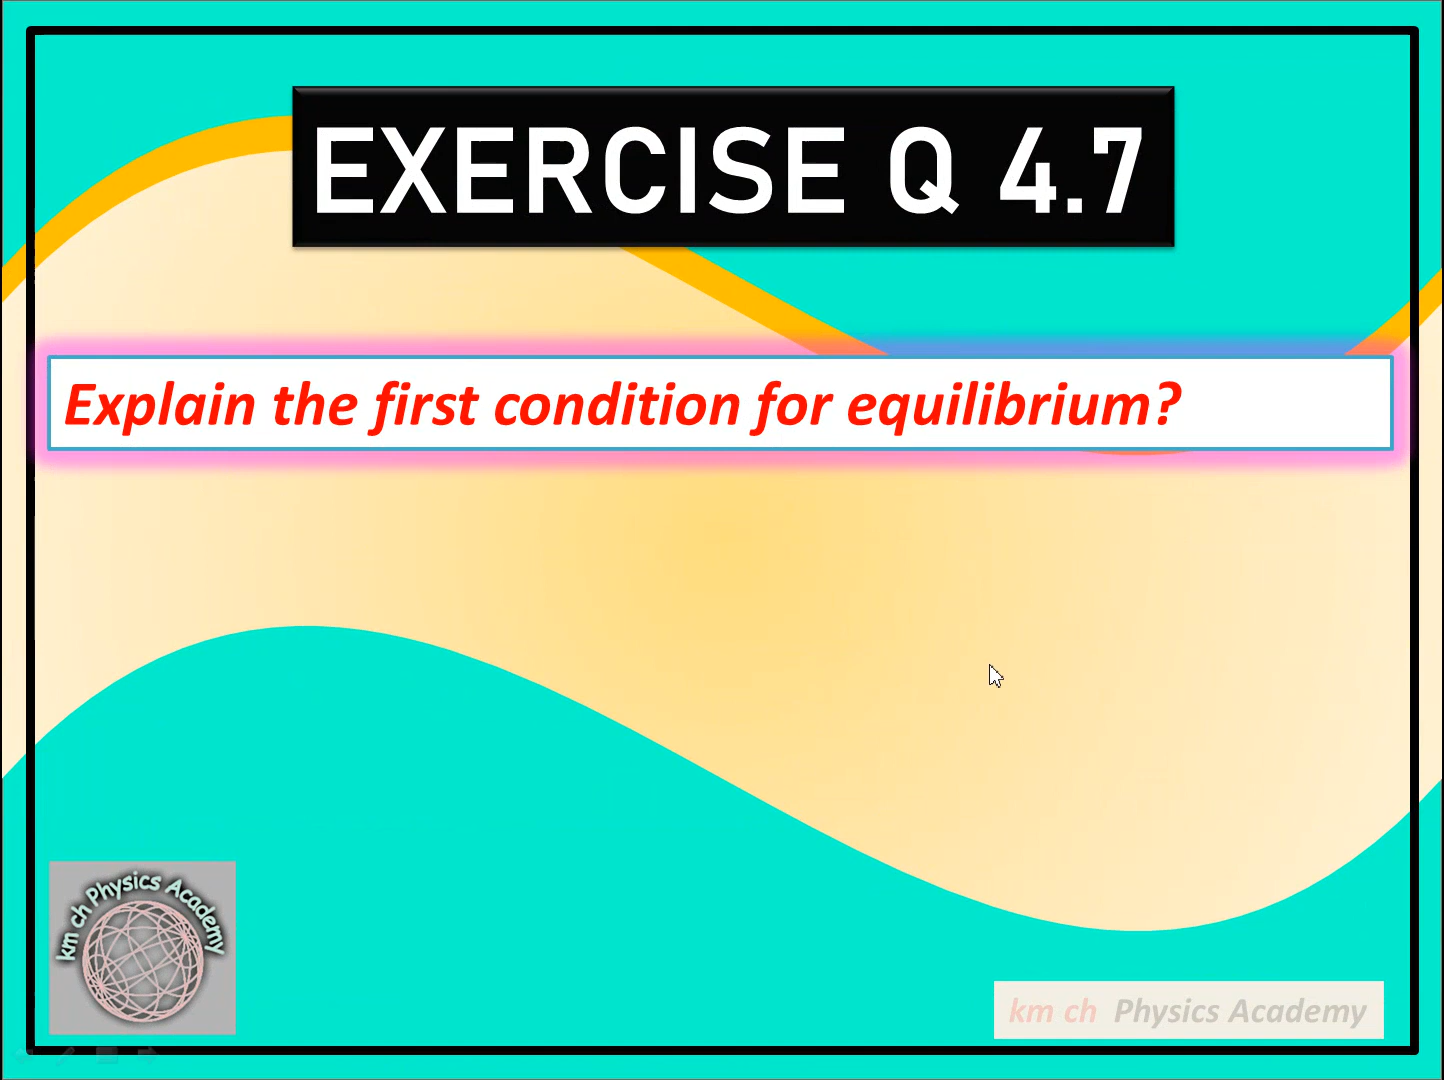 EXERCISE Q 4.7
Explain the first condition for equilibrium?
km ch Physics Academy
km ch Physics Academy